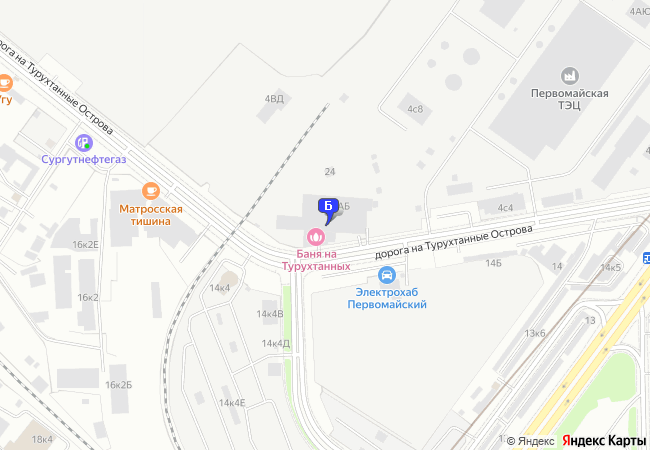 4АЮ
Первомайская
ТЭЦ
дорога на Турухтанные Острова
Угу
4ВД
4с8
Сургутнефтегаз
24
Матросская
тишина
Б
АБ
4с4
16к2Е
Баня на
Турухтанных
дорога на Турухтанные Острова
14Б
14к5
14к4
16к2
Электрохаб
Первомайский
14к4В
13
13к6
14к4Д
16к2Б
14к4Е
18к4
© Яндекс Яндекс Карты